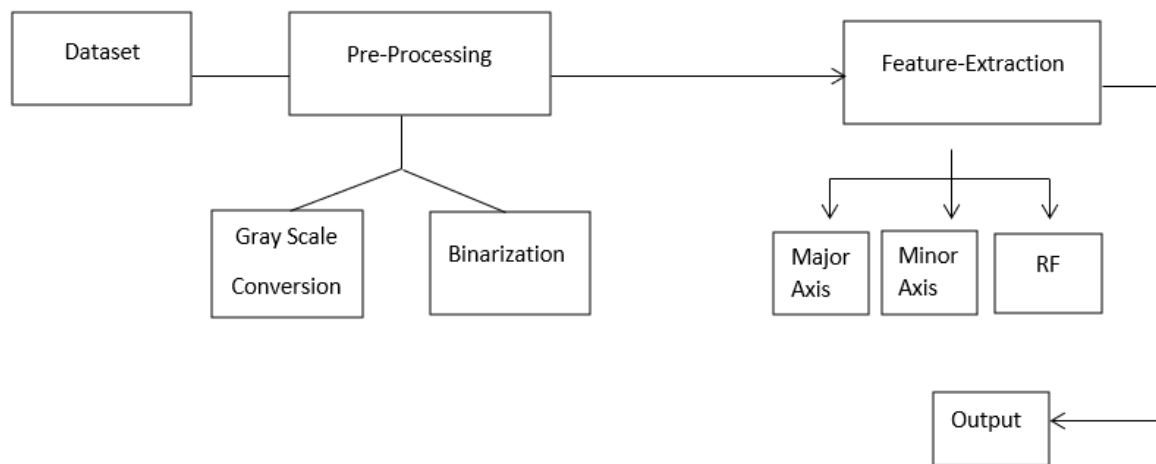 Dataset
Pre-Processing
Feature-Extraction
Gray Scale
Conversion
Binarization
Major
Axis
Minor
Axis
RF
Output